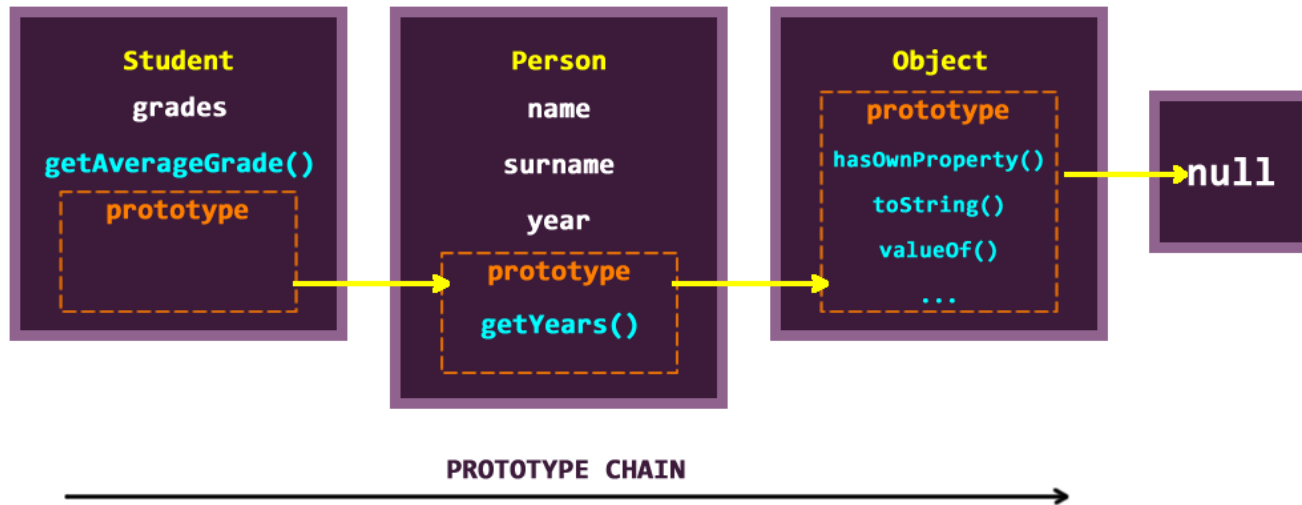 Student
grades
getAverageGrade()
prototype
Person
name
surname
year
prototype
getYears()
Object
prototype
hasOwnProperty()
toString()
valueOf()
...
null
PROTOTYPE CHAIN